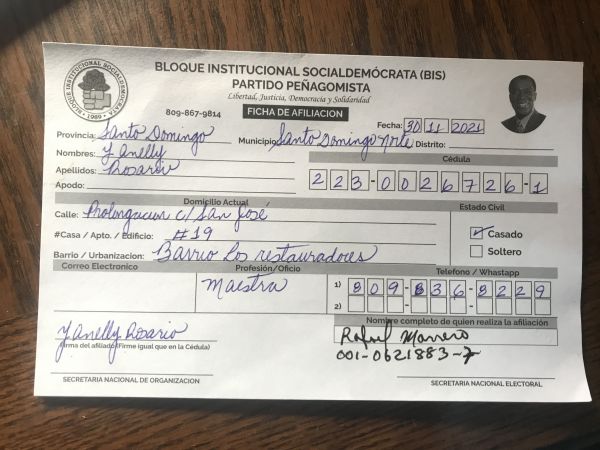 BLOQUE INSTITUCIONAL SOCIALDEMÓCRATA (BIS)
PARTIDO PEÑAGOMISTA
Libertad, Justicia, Democracia y Solidaridad
BLOQUE INSTITUCIONAL SOCIALDEMÓCRATA • 1989 •
809-867-9814 FICHA DE AFILIACION Fecha: 30 11 2021
Provincia: Santo Domingo Municipio: Santo Domingo Norte Distrito:
Nombres: Yanelly Cédula
Apellidos: Rosario 223-0026726-1
Apodo:
Domicilio Actual Estado Civil
Calle: Prolongacion c/ San José ✓ Casado
#Casa / Apto. / Edificio: #19 Soltero
Barrio / Urbanizacion: Barrio Los restauradores
Correo Electronico Profesión/Oficio Telefono / Whastapp
Maestra 1) 809-836-8229
2)
Nombre completo de quien realiza la afiliación
Yanelly Rosario Rafael Marrero
Firma del afiliado (Firme igual que en la Cédula) 001-0621883-7
SECRETARIA NACIONAL DE ORGANIZACION SECRETARIA NACIONAL ELECTORAL